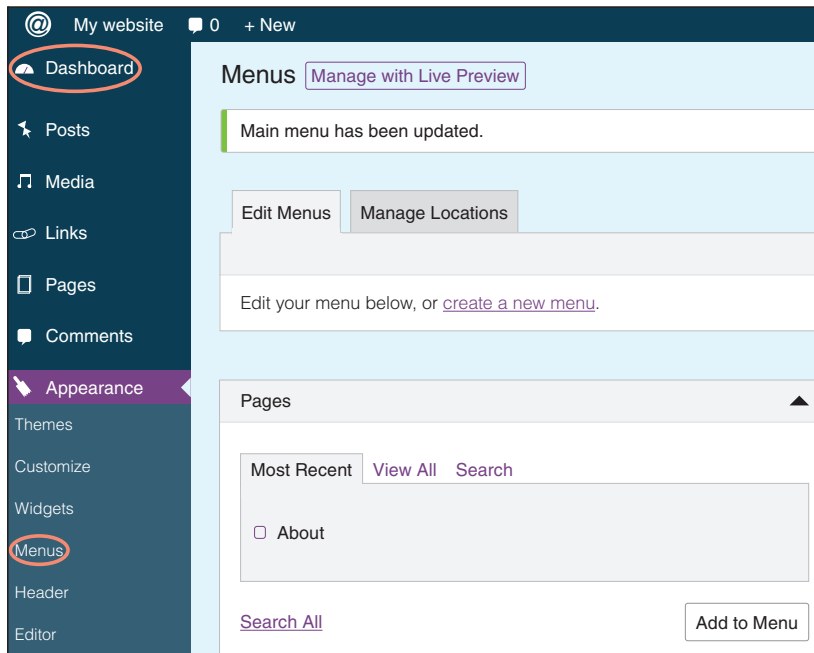 @ My website 0 + New
Dashboard
Posts
Media
Links
Pages
Comments
Appearance
Themes
Customize
Widgets
Menus
Header
Editor
Menus Manage with Live Preview
Main menu has been updated.
Edit Menus Manage Locations
Edit your menu below, or create a new menu.
Pages
Most Recent View All Search
About
Search All Add to Menu